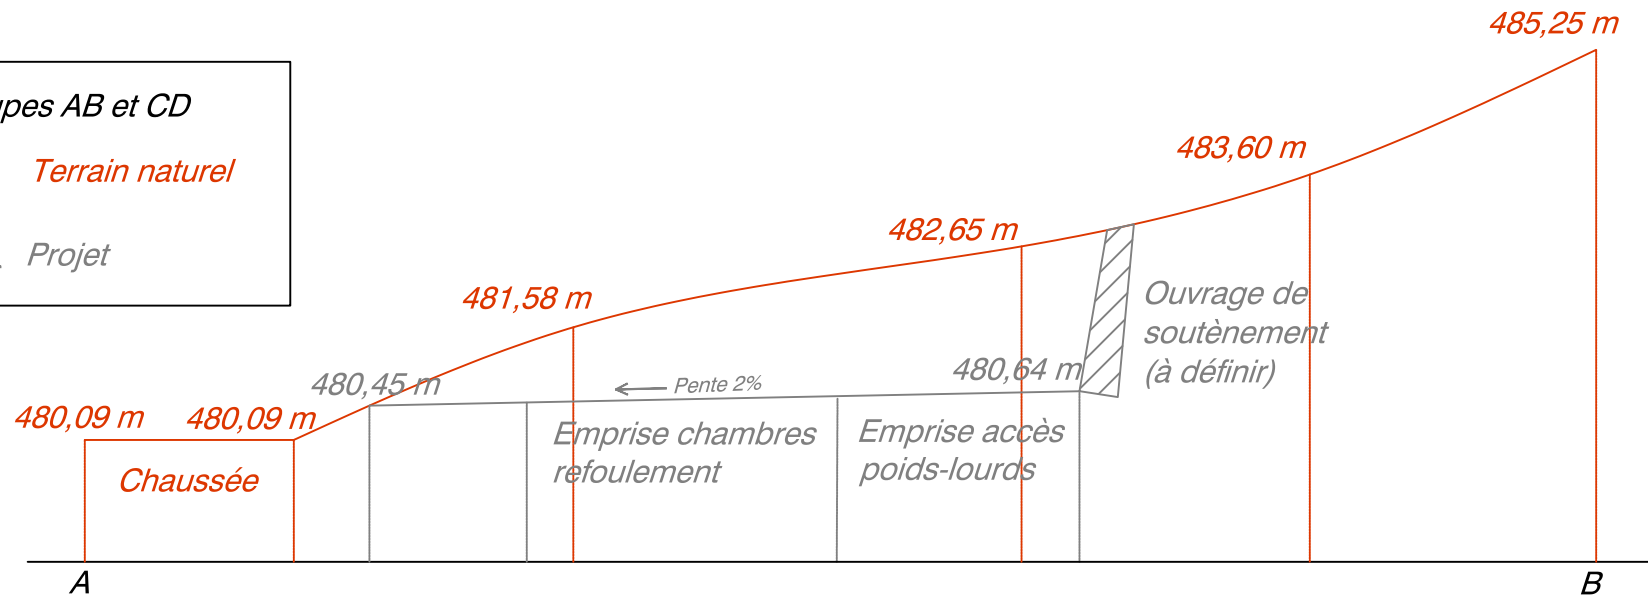 485,25 m
upes AB et CD
483,60 m
Terrain naturel
482,65 m
Projet
481,58 m
Ouvrage de
soutènement
(à définir)
480,64 m
Pente 2%
480,45 m
480,09 m
480,09 m
Emprise chambres
refoulement
Emprise accès
poids-lourds
Chaussée
A
B